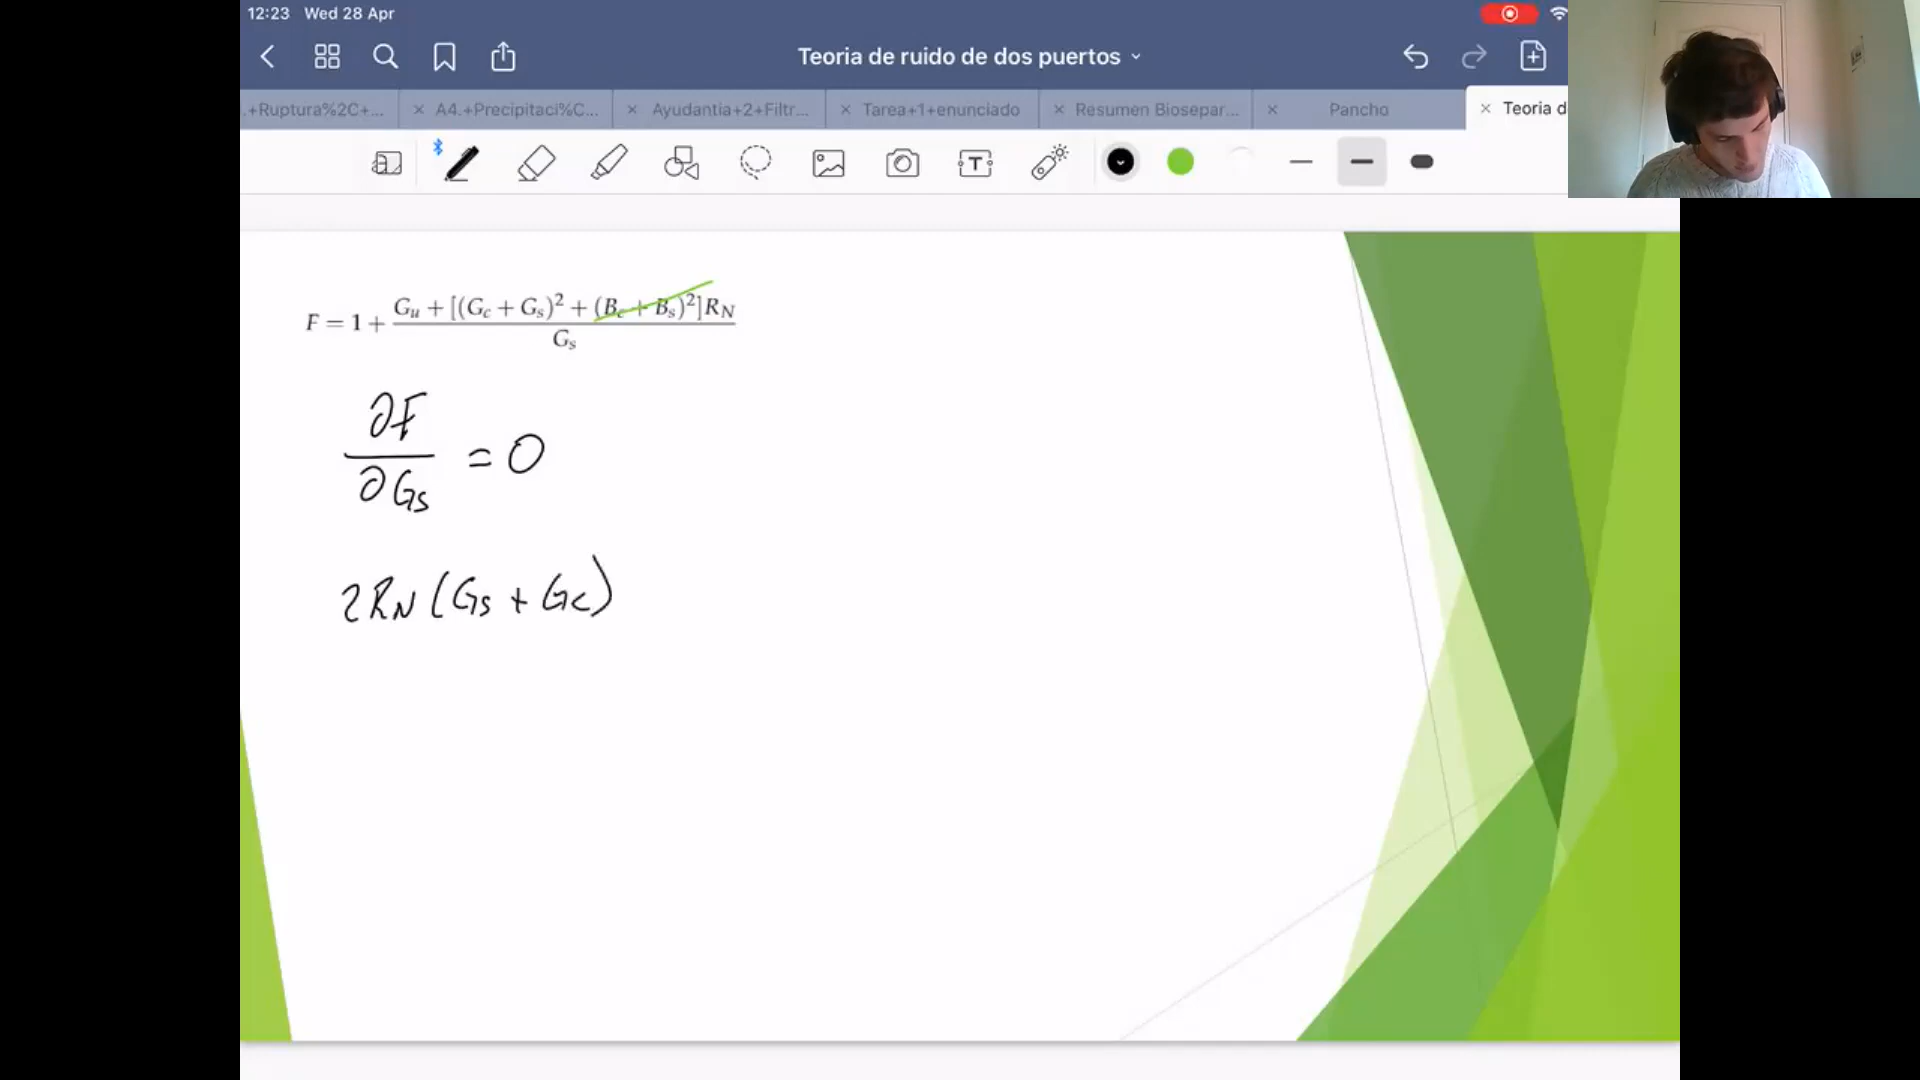 12:23 Wed 28 Apr
Teoria de ruido de dos puertos
.+Ruptura%2C+... × A4.+Precipitaci%C... × Ayudantia+2+Filtr... × Tarea+1+enunciado × Resumen Biosepar... × Pancho × Teoria d
F = 1 + \frac{G_u + [(G_c + G_s)^2 + (B_c + B_s)^2]R_N}{G_s}
\frac{∂F}{∂G_s} = 0
2R_N(G_s + G_c)